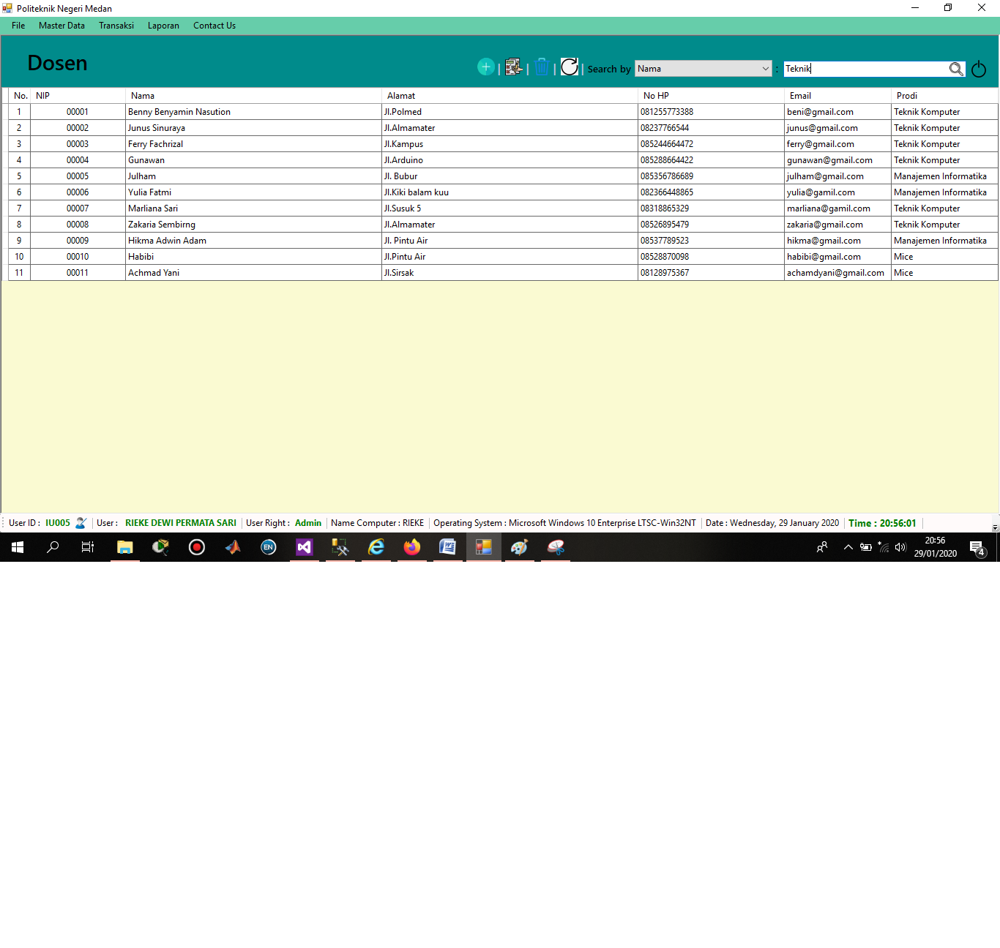 Politeknik Negeri Medan
File Master Data Transaksi Laporan Contact Us
Dosen | | | | Search by Nama : Teknik
No. NIP Nama Alamat No HP Email Prodi
1 00001 Benny Benyamin Nasution Jl.Polmed 081255773388 beni@gmail.com Teknik Komputer
2 00002 Junus Sinuraya Jl.Almamater 08237766544 junus@gmail.com Teknik Komputer
3 00003 Ferry Fachrizal Jl.Kampus 085244664472 ferry@gmail.com Teknik Komputer
4 00004 Gunawan Jl.Arduino 085288664422 gunawan@gmail.com Teknik Komputer
5 00005 Julham Jl. Bubur 085356786689 julham@gmail.com Manajemen Informatika
6 00006 Yulia Fatmi Jl.Kiki balam kuu 082366448865 yulia@gamil.com Manajemen Informatika
7 00007 Marliana Sari Jl.Susuk 5 08318865329 marliana@gamil.com Teknik Komputer
8 00008 Zakaria Sembirng Jl.Almamater 08526895479 zakaria@gmail.com Teknik Komputer
9 00009 Hikma Adwin Adam Jl. Pintu Air 08537789523 hikma@gmail.com Manajemen Informatika
10 00010 Habibi Jl.Pintu Air 08528870098 habibi@gmail.com Mice
11 00011 Achmad Yani Jl.Sirsak 08128975367 achamdyani@gmail.com Mice
User ID : IU005 User : RIEKE DEWI PERMATA SARI User Right : Admin Name Computer : RIEKE Operating System : Microsoft Windows 10 Enterprise LTSC-Win32NT Date : Wednesday, 29 January 2020 Time : 20:56:01
EN 20:56
29/01/2020 4